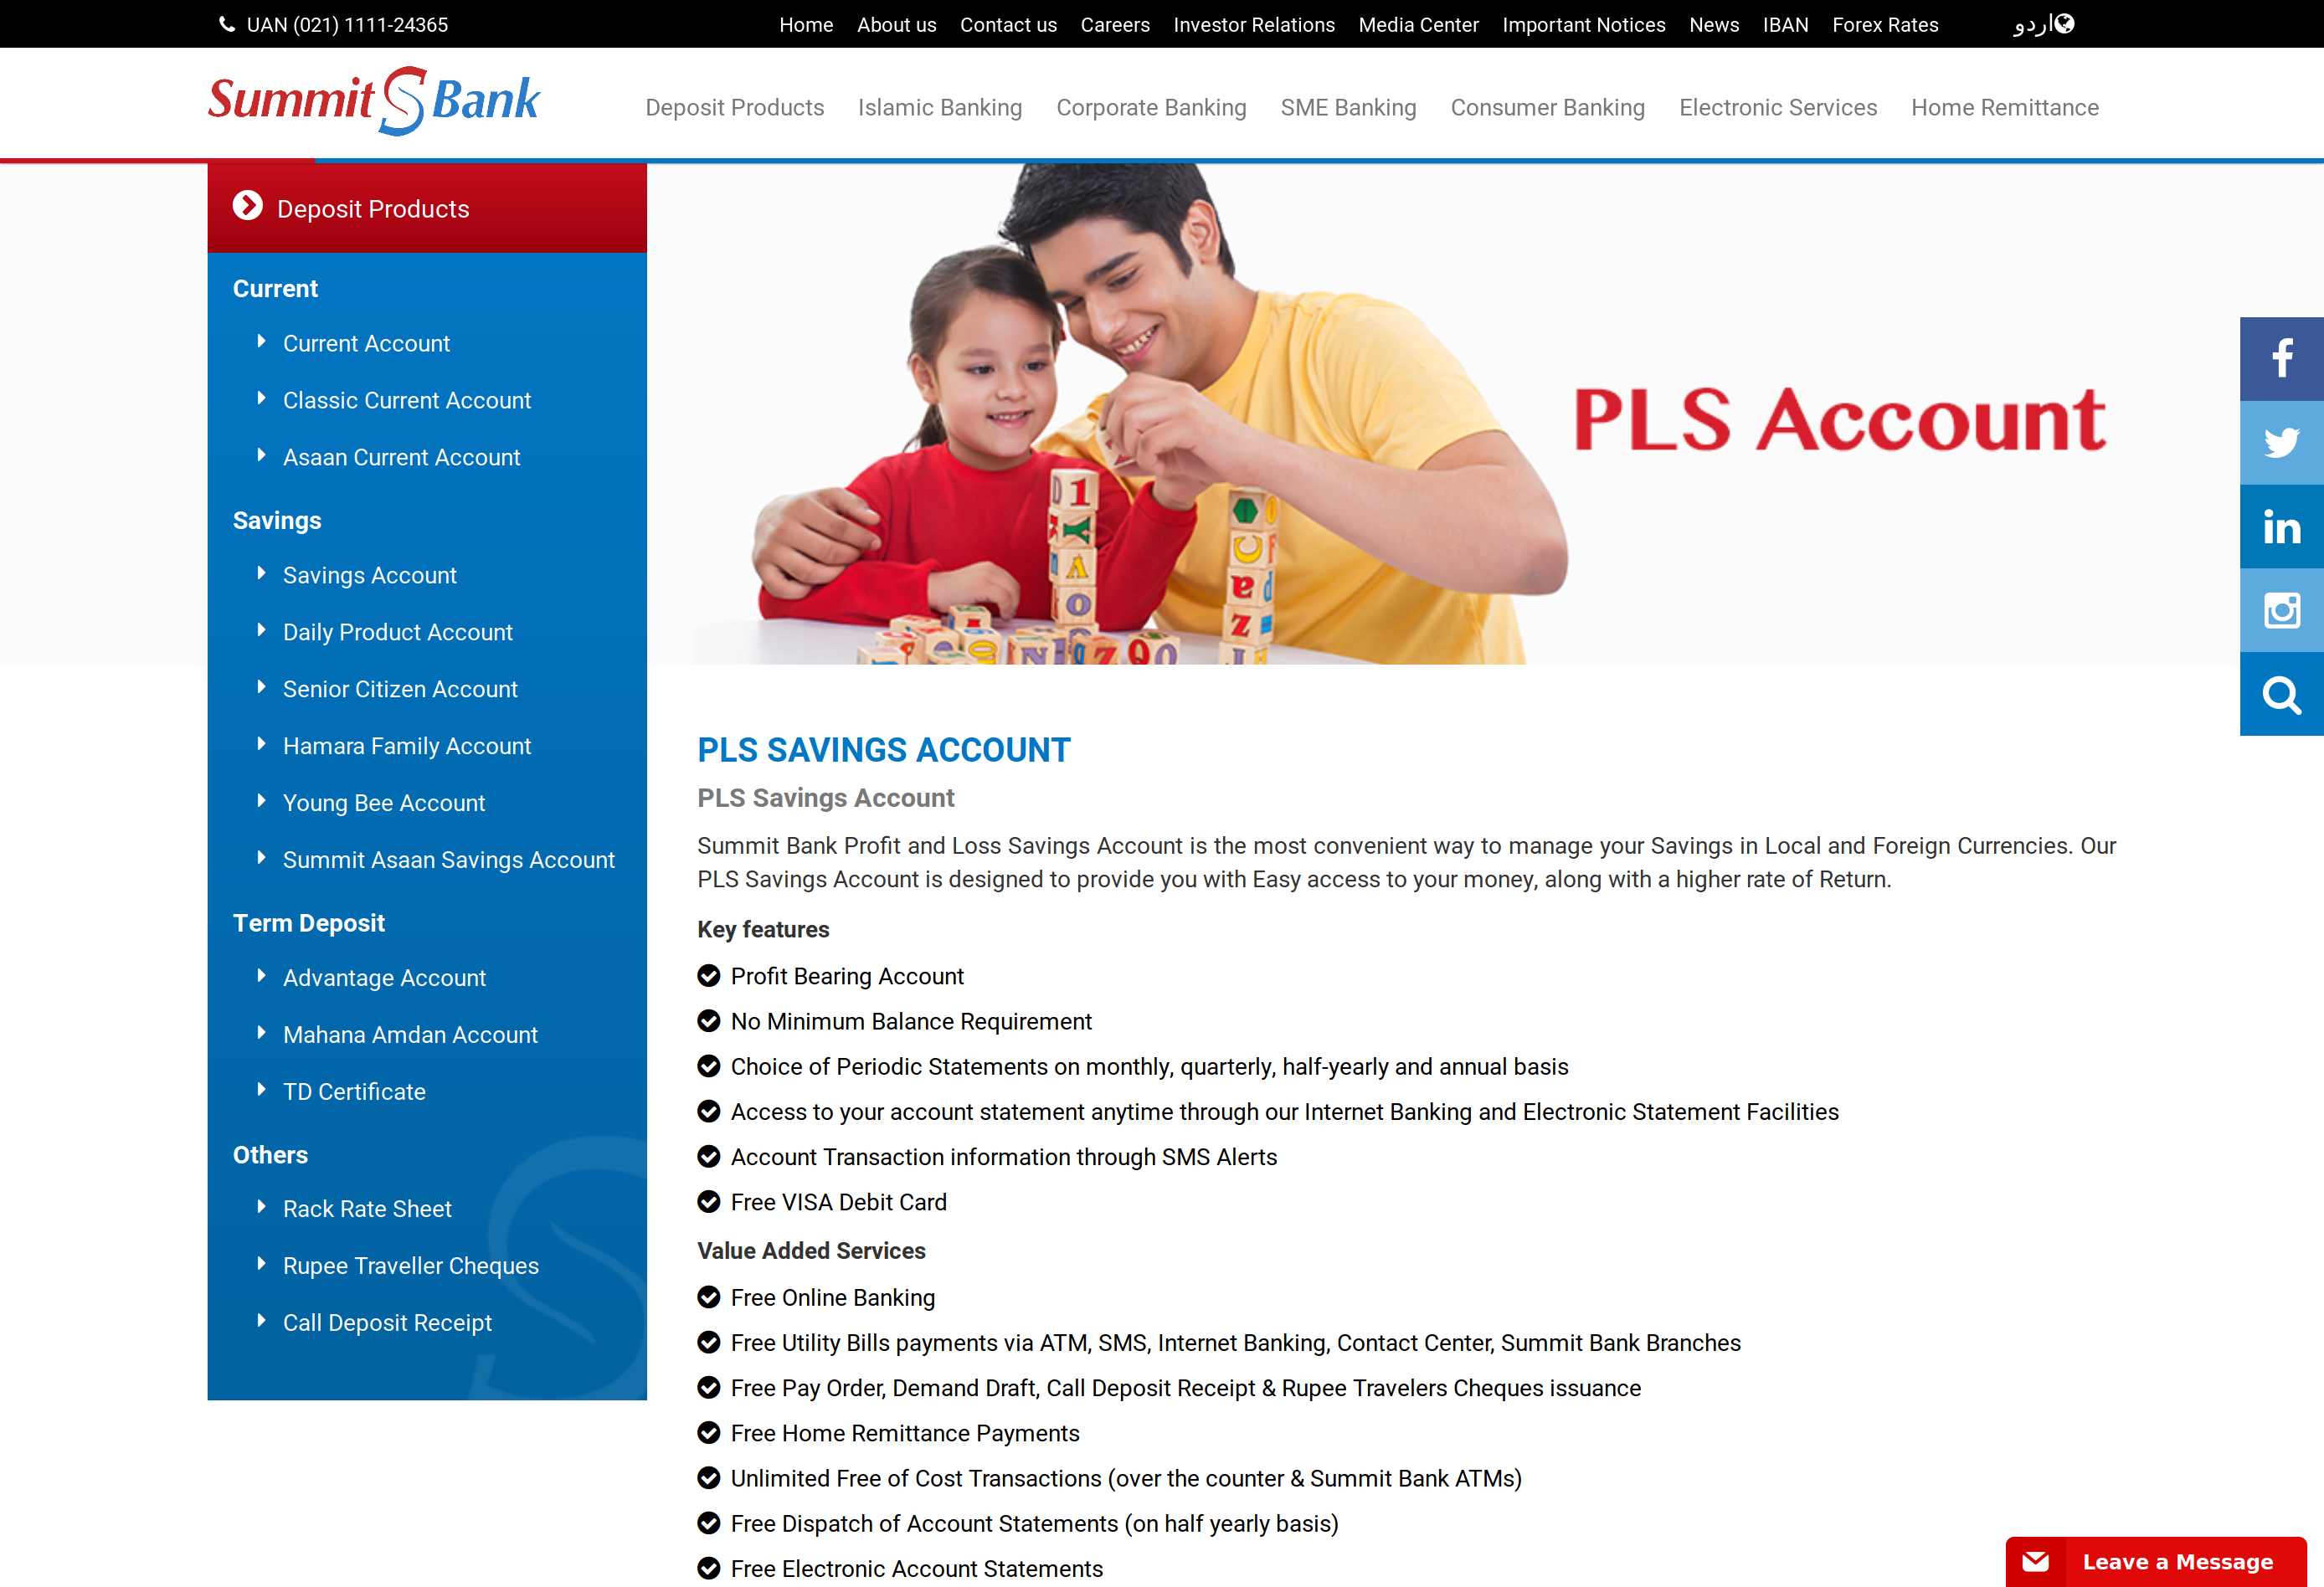 UAN (021) 1111-24365
Home About us Contact us Careers Investor Relations Media Center Important Notices News IBAN Forex Rates اردو
Summit S Bank
Deposit Products Islamic Banking Corporate Banking SME Banking Consumer Banking Electronic Services Home Remittance
Deposit Products
Current
Current Account
Classic Current Account
Asaan Current Account
Savings
Savings Account
Daily Product Account
Senior Citizen Account
Hamara Family Account
Young Bee Account
Summit Asaan Savings Account
Term Deposit
Advantage Account
Mahana Amdan Account
TD Certificate
Others
Rack Rate Sheet
Rupee Traveller Cheques
Call Deposit Receipt
PLS Account
PLS SAVINGS ACCOUNT
PLS Savings Account
Summit Bank Profit and Loss Savings Account is the most convenient way to manage your Savings in Local and Foreign Currencies. Our
PLS Savings Account is designed to provide you with Easy access to your money, along with a higher rate of Return.
Key features
Profit Bearing Account
No Minimum Balance Requirement
Choice of Periodic Statements on monthly, quarterly, half-yearly and annual basis
Access to your account statement anytime through our Internet Banking and Electronic Statement Facilities
Account Transaction information through SMS Alerts
Free VISA Debit Card
Value Added Services
Free Online Banking
Free Utility Bills payments via ATM, SMS, Internet Banking, Contact Center, Summit Bank Branches
Free Pay Order, Demand Draft, Call Deposit Receipt & Rupee Travelers Cheques issuance
Free Home Remittance Payments
Unlimited Free of Cost Transactions (over the counter & Summit Bank ATMs)
Free Dispatch of Account Statements (on half yearly basis)
Free Electronic Account Statements
Leave a Message